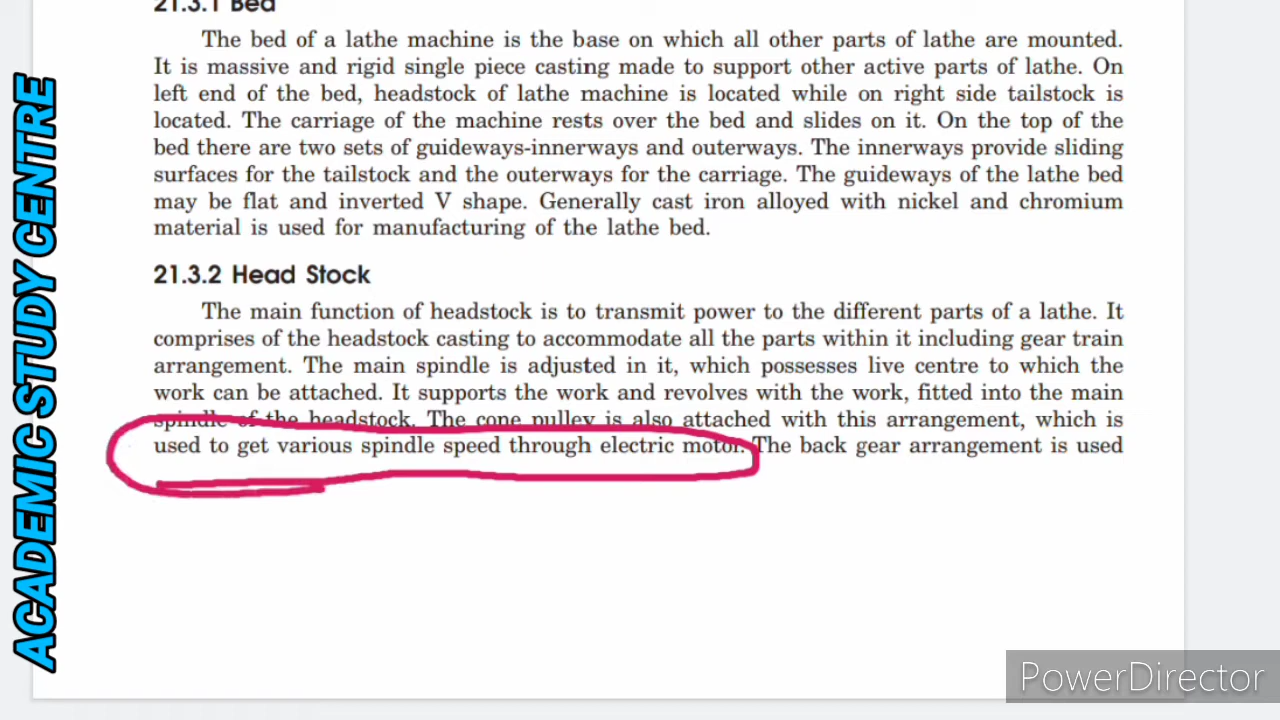 21.3.1 Bed
The bed of a lathe machine is the base on which all other parts of lathe are mounted.
It is massive and rigid single piece casting made to support other active parts of lathe. On
left end of the bed, headstock of lathe machine is located while on right side tailstock is
located. The carriage of the machine rests over the bed and slides on it. On the top of the
bed there are two sets of guideways-innerways and outerways. The innerways provide sliding
surfaces for the tailstock and the outerways for the carriage. The guideways of the lathe bed
may be flat and inverted V shape. Generally cast iron alloyed with nickel and chromium
material is used for manufacturing of the lathe bed.
21.3.2 Head Stock
The main function of headstock is to transmit power to the different parts of a lathe. It
comprises of the headstock casting to accommodate all the parts within it including gear train
arrangement. The main spindle is adjusted in it, which possesses live centre to which the
work can be attached. It supports the work and revolves with the work, fitted into the main
spindle of the headstock. The cone pulley is also attached with this arrangement, which is
used to get various spindle speed through electric motor. The back gear arrangement is used
ACADEMIC STUDY CENTRE
PowerDirector